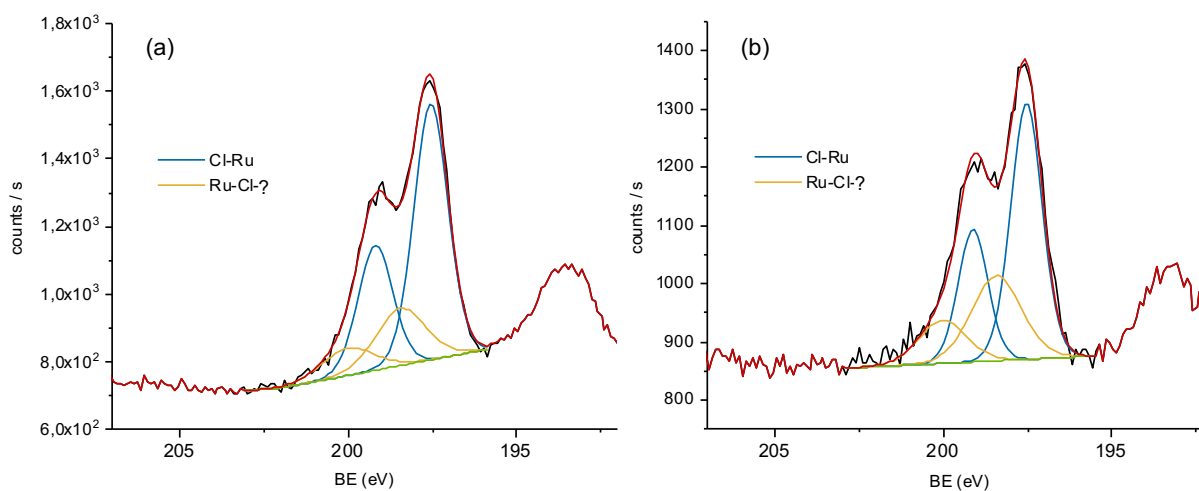 (a)
1,8x10³
1,6x10³
1,4x10³
1,2x10³
1,0x10³
8,0x10²
6,0x10²
counts / s
Cl-Ru
Ru-Cl-?
205
200
195
BE (eV)
(b)
1400
1300
1200
1100
1000
900
800
counts / s
Cl-Ru
Ru-Cl-?
205
200
195
BE (eV)